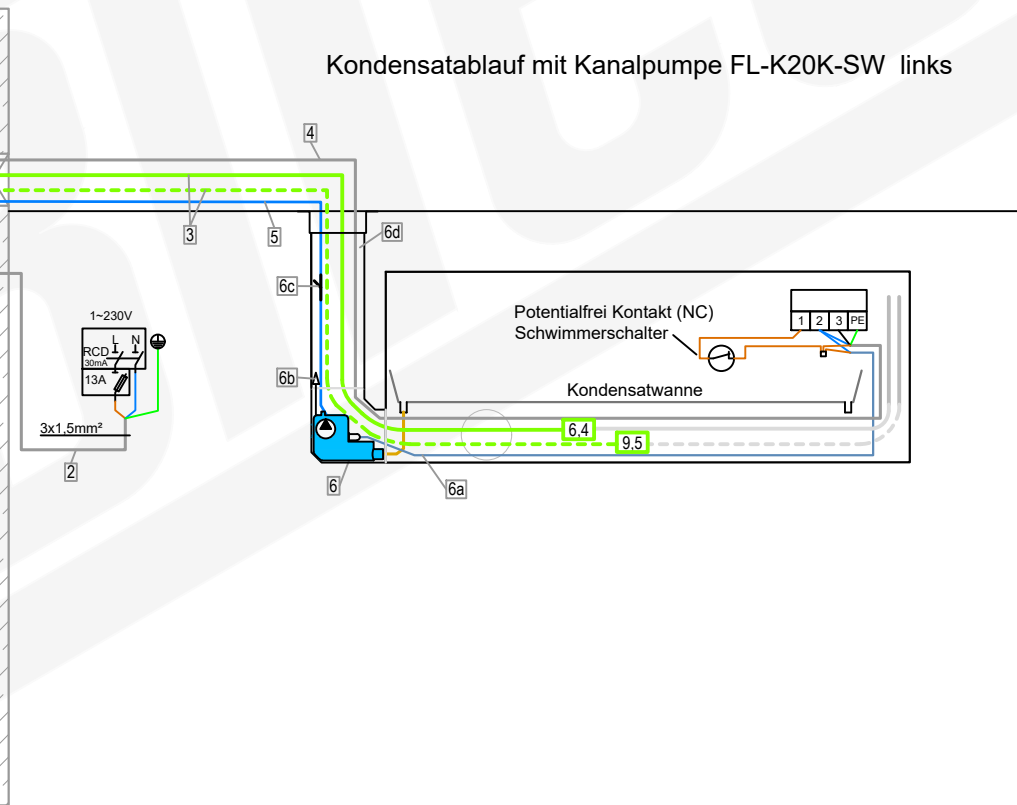 Kondensatablauf mit Kanalpumpe FL-K20K-SW links
4
3
5
6d
6c
1~230V
L N
RCD
30mA
13A
3x1,5mm²
2
Potentialfrei Kontakt (NC)
Schwimmerschalter
1 2 3 PE
6b
Kondensatwanne
6,4
9,5
6
6a